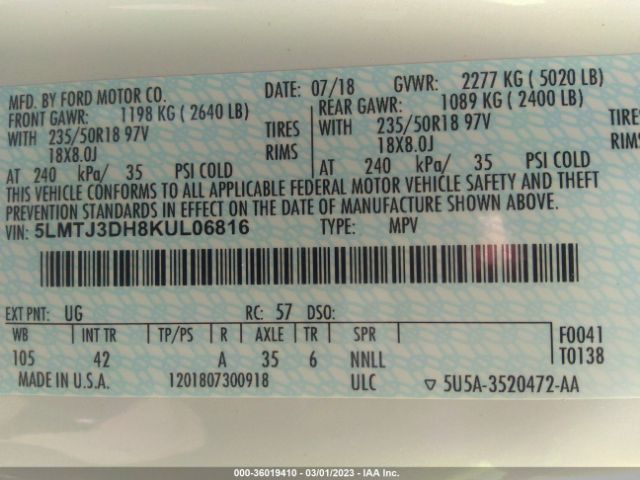 MFD. BY FORD MOTOR CO. DATE: 07/18 GVWR: 2277 KG ( 5020 LB)
FRONT GAWR: 1198 KG ( 2640 LB) REAR GAWR: 1089 KG ( 2400 LB)
WITH 235/50R18 97V TIRES WITH 235/50R18 97V TIRES
18X8.0J RIMS 18X8.0J RIMS
AT 240 kPa/ 35 PSI COLD AT 240 kPa/ 35 PSI COLD
THIS VEHICLE CONFORMS TO ALL APPLICABLE FEDERAL MOTOR VEHICLE SAFETY AND THEFT
PREVENTION STANDARDS IN EFFECT ON THE DATE OF MANUFACTURE SHOWN ABOVE.
VIN: 5LMTJ3DH8KUL06816 TYPE: MPV
EXT PNT: UG RC: 57 DSO:
WB INT TR TP/PS R AXLE TR SPR F0041
105 42 A 35 6 NNLL T0138
MADE IN U.S.A. 1201807300918 ULC ▽ 5U5A-3520472-AA
000-36019410 - 03/01/2023 - IAA Inc.